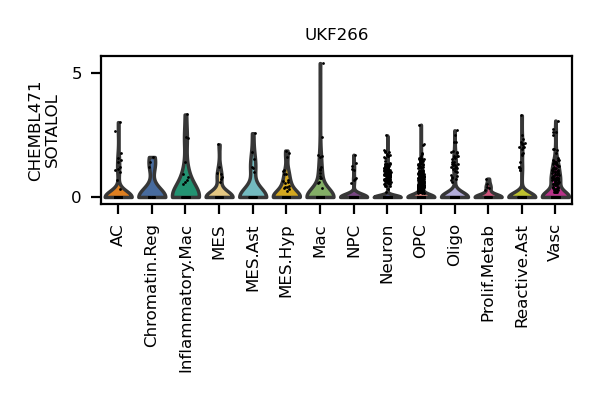 UKF266
CHEMBL471
SOTALOL
5
0
AC
Chromatin.Reg
Inflammatory.Mac
MES
MES.Ast
MES.Hyp
Mac
NPC
Neuron
OPC
Oligo
Prolif.Metab
Reactive.Ast
Vasc